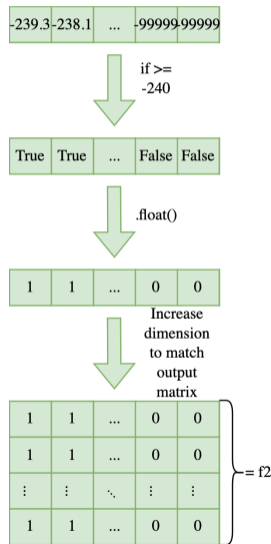 -239.3 -238.1 ... -99999 -99999
if >=
-240
True True ... False False
.float()
1 1 ... 0 0
Increase
dimension
to match
output
matrix
1 1 ... 0 0
1 1 ... 0 0
⋮ ⋮ ⋱ ⋮ ⋮
= f2
1 1 ... 0 0